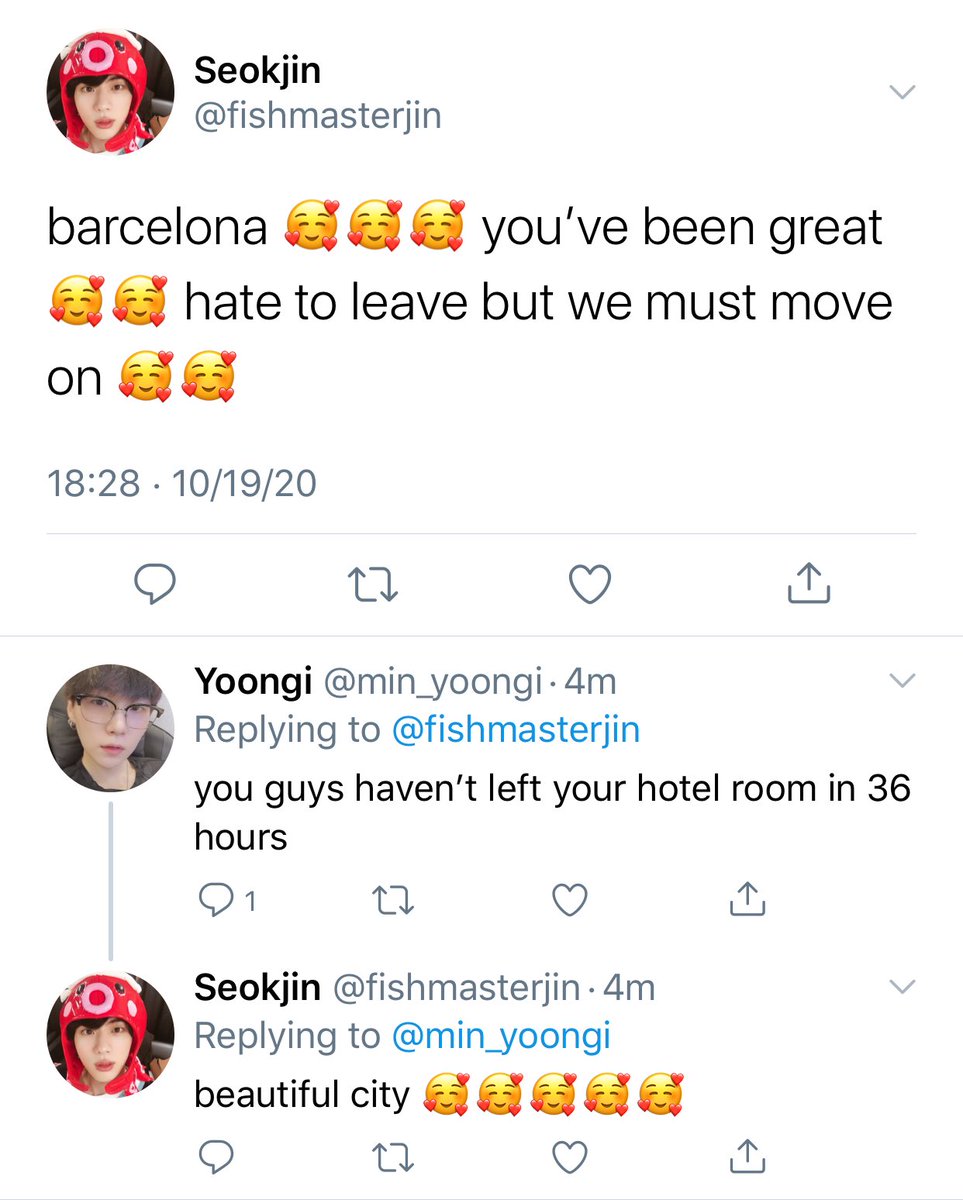 Seokjin
@fishmasterjin
barcelona 🥰🥰🥰 you’ve been great
🥰🥰 hate to leave but we must move
on 🥰🥰
18:28 · 10/19/20
Yoongi @min_yoongi · 4m
Replying to @fishmasterjin
you guys haven’t left your hotel room in 36
hours
1
Seokjin @fishmasterjin · 4m
Replying to @min_yoongi
beautiful city 🥰🥰🥰🥰🥰